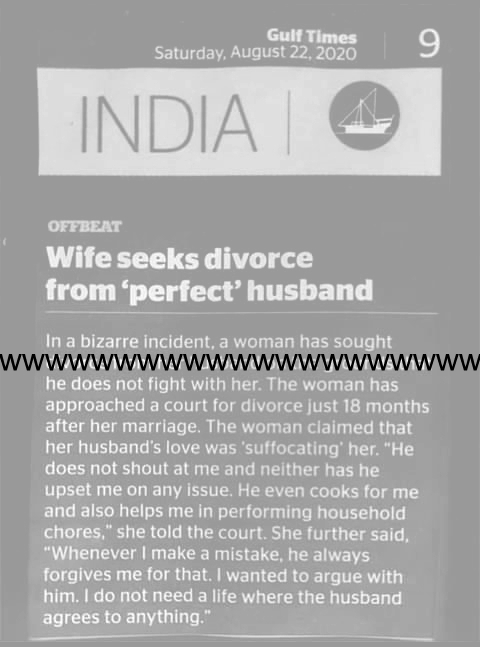 Gulf Times
Saturday, August 22, 2020
9
INDIA
OFFBEAT
Wife seeks divorce
from ‘perfect’ husband
In a bizarre incident, a woman has sought
he does not fight with her. The woman has
approached a court for divorce just 18 months
after her marriage. The woman claimed that
her husband’s love was ‘suffocating’ her. “He
does not shout at me and neither has he
upset me on any issue. He even cooks for me
and also helps me in performing household
chores,” she told the court. She further said,
“Whenever I make a mistake, he always
forgives me for that. I wanted to argue with
him. I do not need a life where the husband
agrees to anything.”